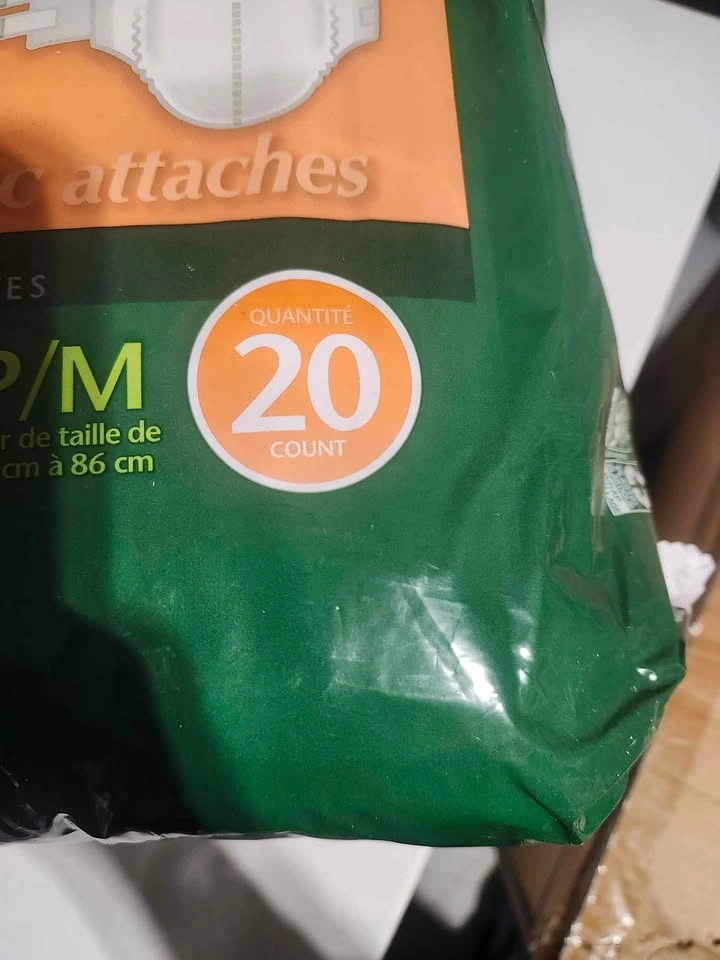 c attaches
ES
QUANTITÉ
20
COUNT
P/M
r de taille de
cm à 86 cm